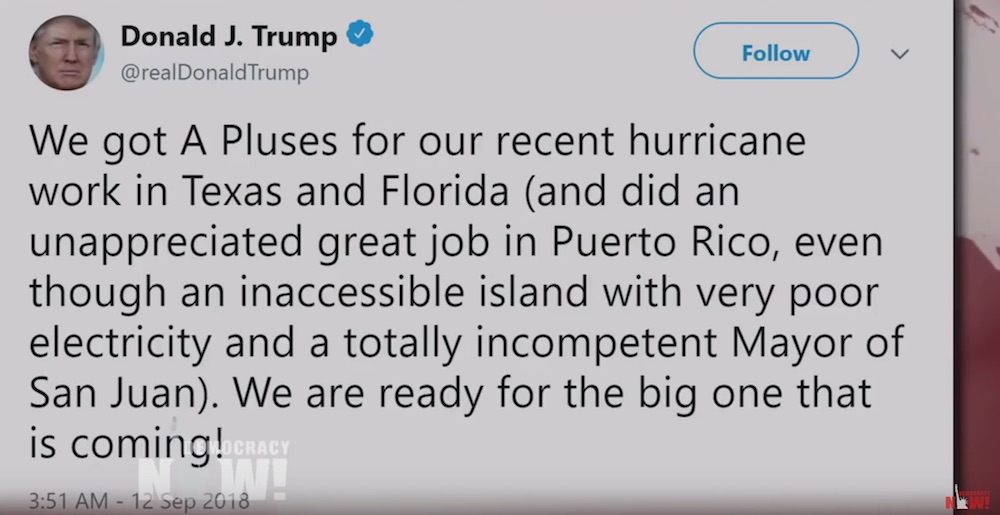 Donald J. Trump
@realDonaldTrump
Follow
We got A Pluses for our recent hurricane
work in Texas and Florida (and did an
unappreciated great job in Puerto Rico, even
though an inaccessible island with very poor
electricity and a totally incompetent Mayor of
San Juan). We are ready for the big one that
is coming!
DEMOCRACY
NOW!
3:51 AM - 12 Sep 2018
NOW!